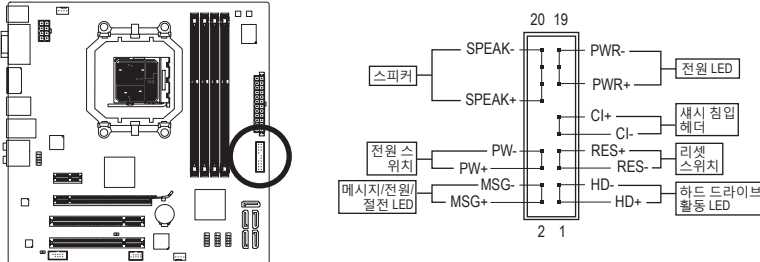 20 19
SPEAK- PWR-
스피커 전원 LED
PWR+
SPEAK+
CI+ 섀시 침입
헤더
CI-
전원 스
위치 PW- RES+ 리셋
스위치
PW+ RES-
메시지/전원/
절전 LED MSG- HD- 하드 드라이브
활동 LED
MSG+ HD+
2 1